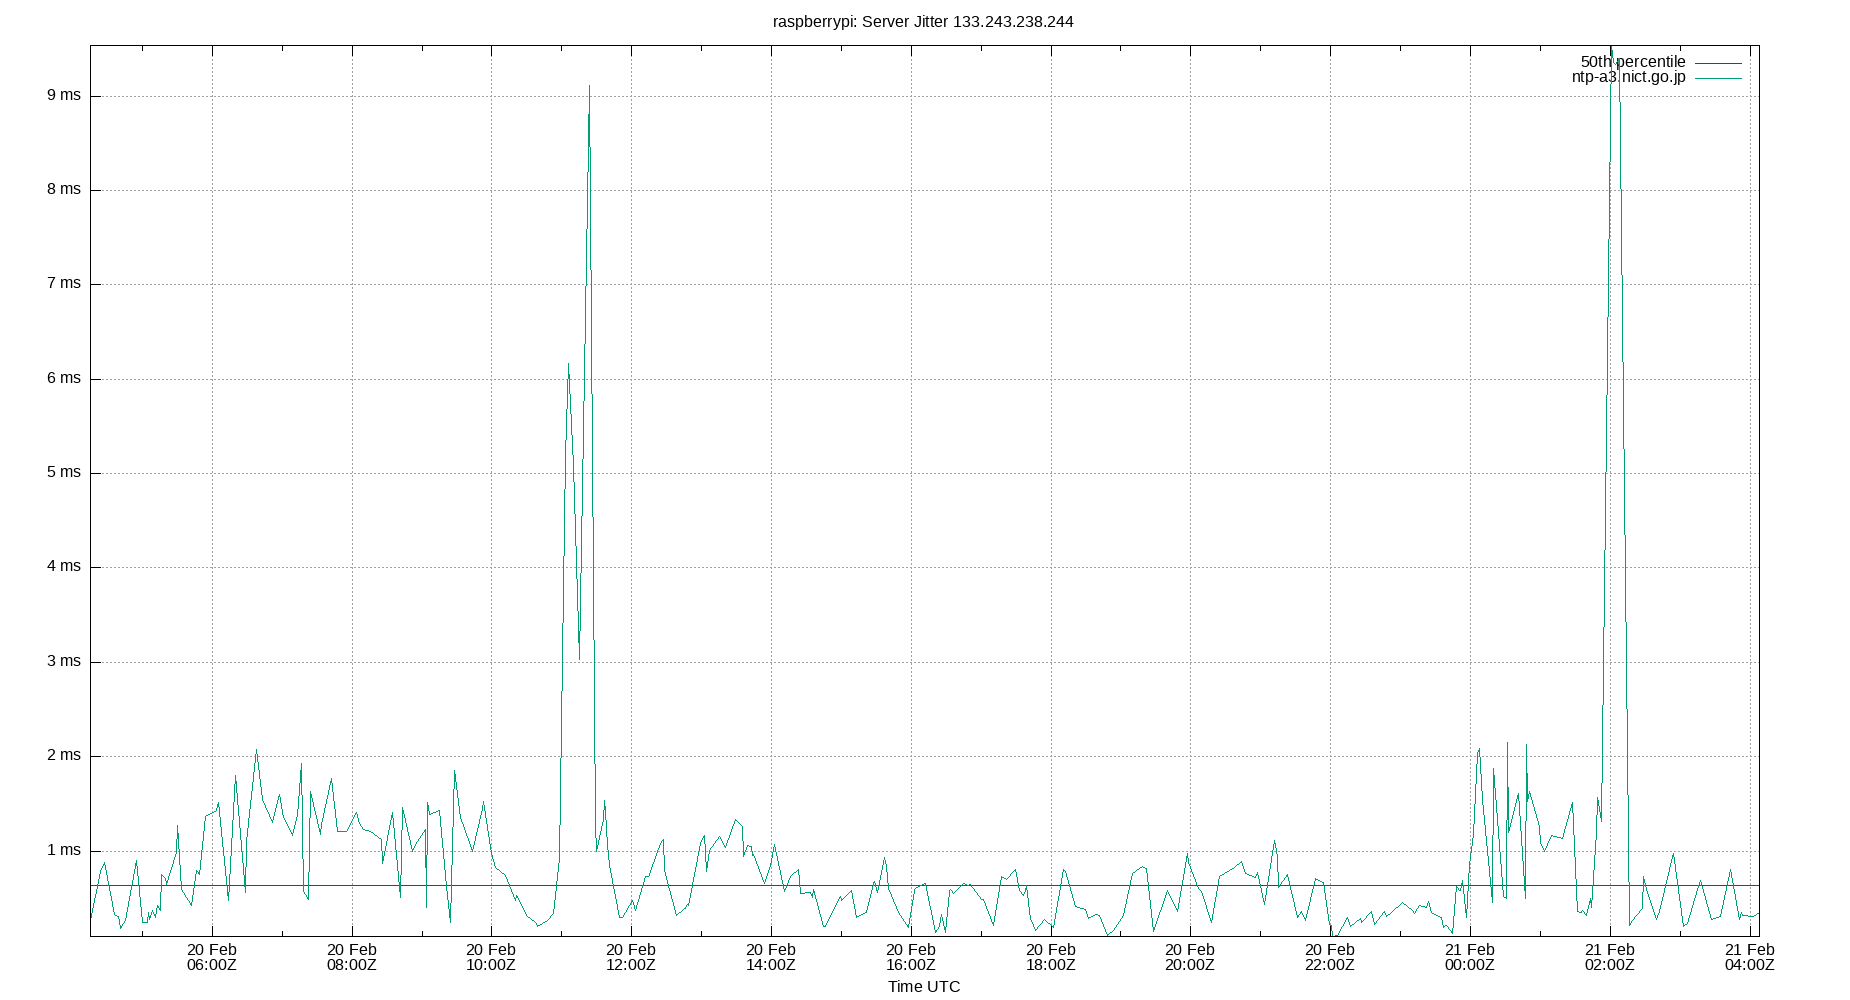 raspberrypi: Server Jitter 133.243.238.244
50th percentile
ntp-a3.nict.go.jp
9 ms
8 ms
7 ms
6 ms
5 ms
4 ms
3 ms
2 ms
1 ms
20 Feb 20 Feb 20 Feb 20 Feb 20 Feb 20 Feb 20 Feb 20 Feb 20 Feb 21 Feb 21 Feb 21 Feb
06:00Z 08:00Z 10:00Z 12:00Z 14:00Z 16:00Z 18:00Z 20:00Z 22:00Z 00:00Z 02:00Z 04:00Z
Time UTC